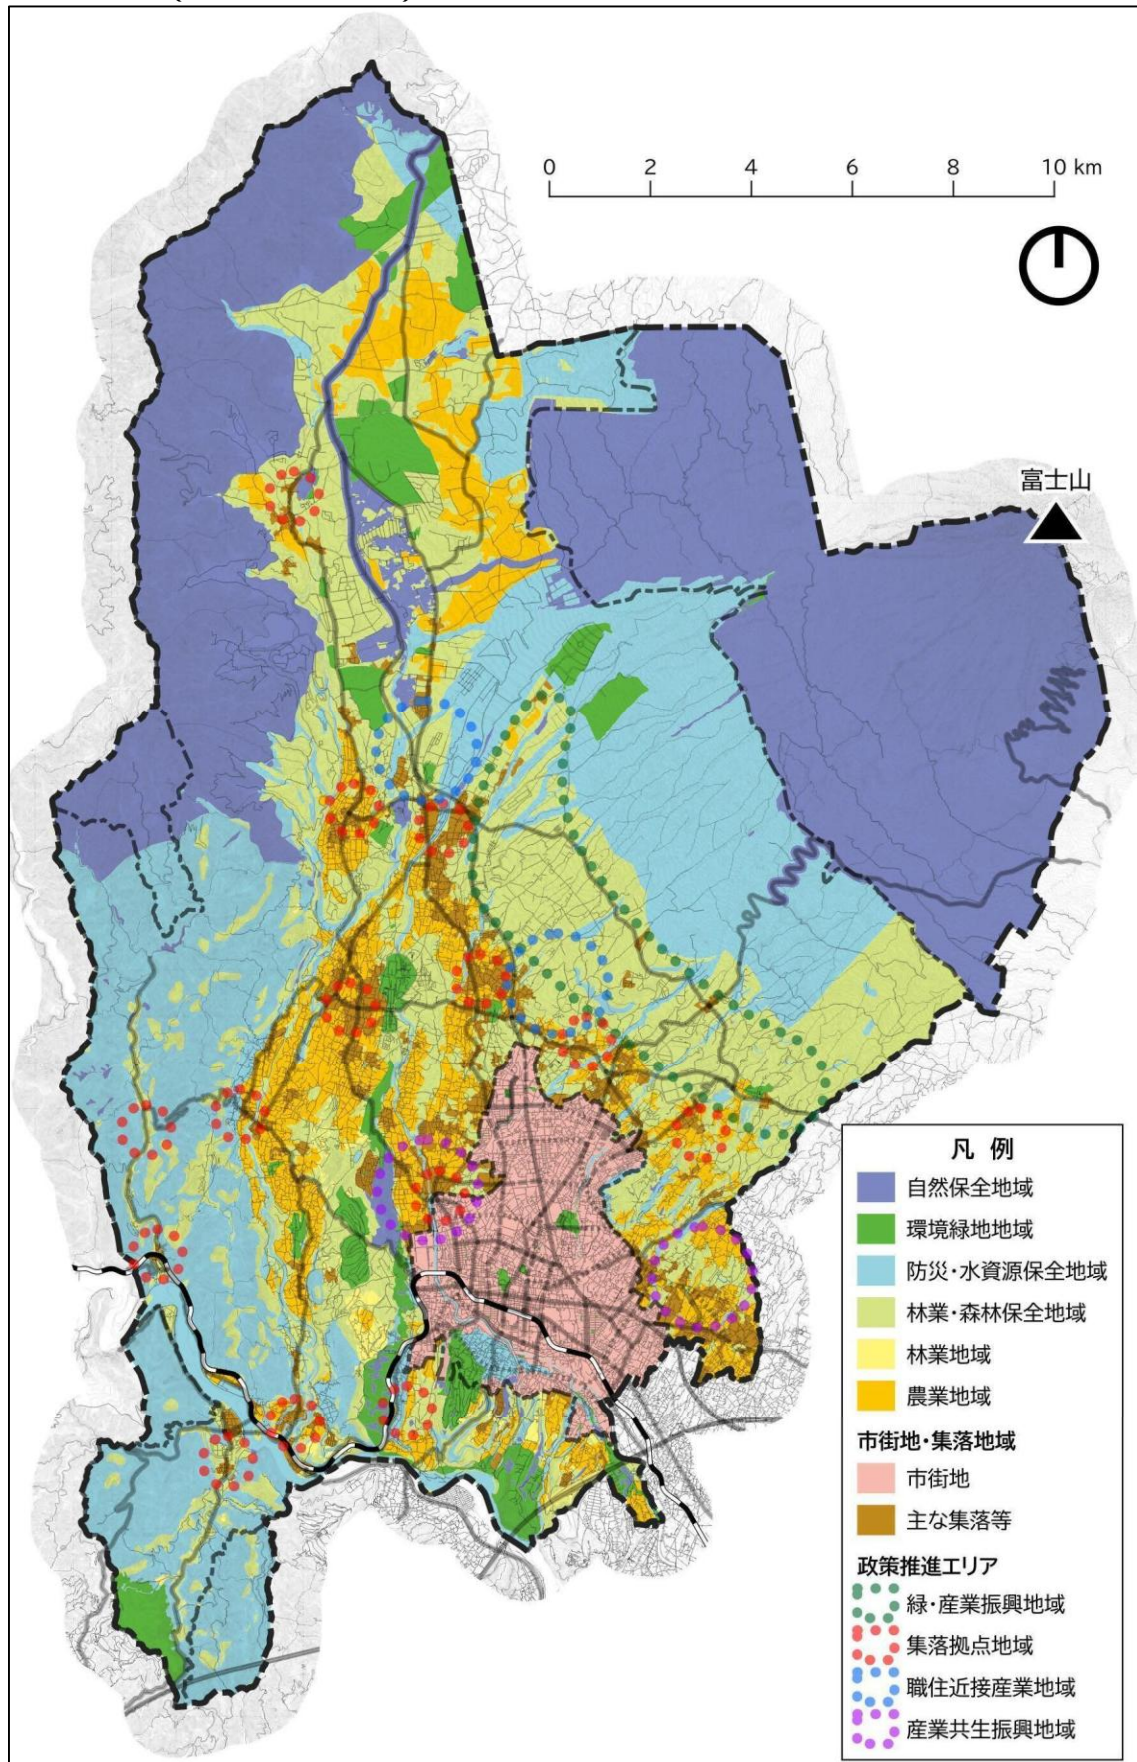 0 2 4 6 8 10 km
富士山
凡 例
自然保全地域
環境緑地地域
防災・水資源保全地域
林業・森林保全地域
林業地域
農業地域
市街地・集落地域
市街地
主な集落等
政策推進エリア
緑・産業振興地域
集落拠点地域
職住近接産業地域
産業共生振興地域